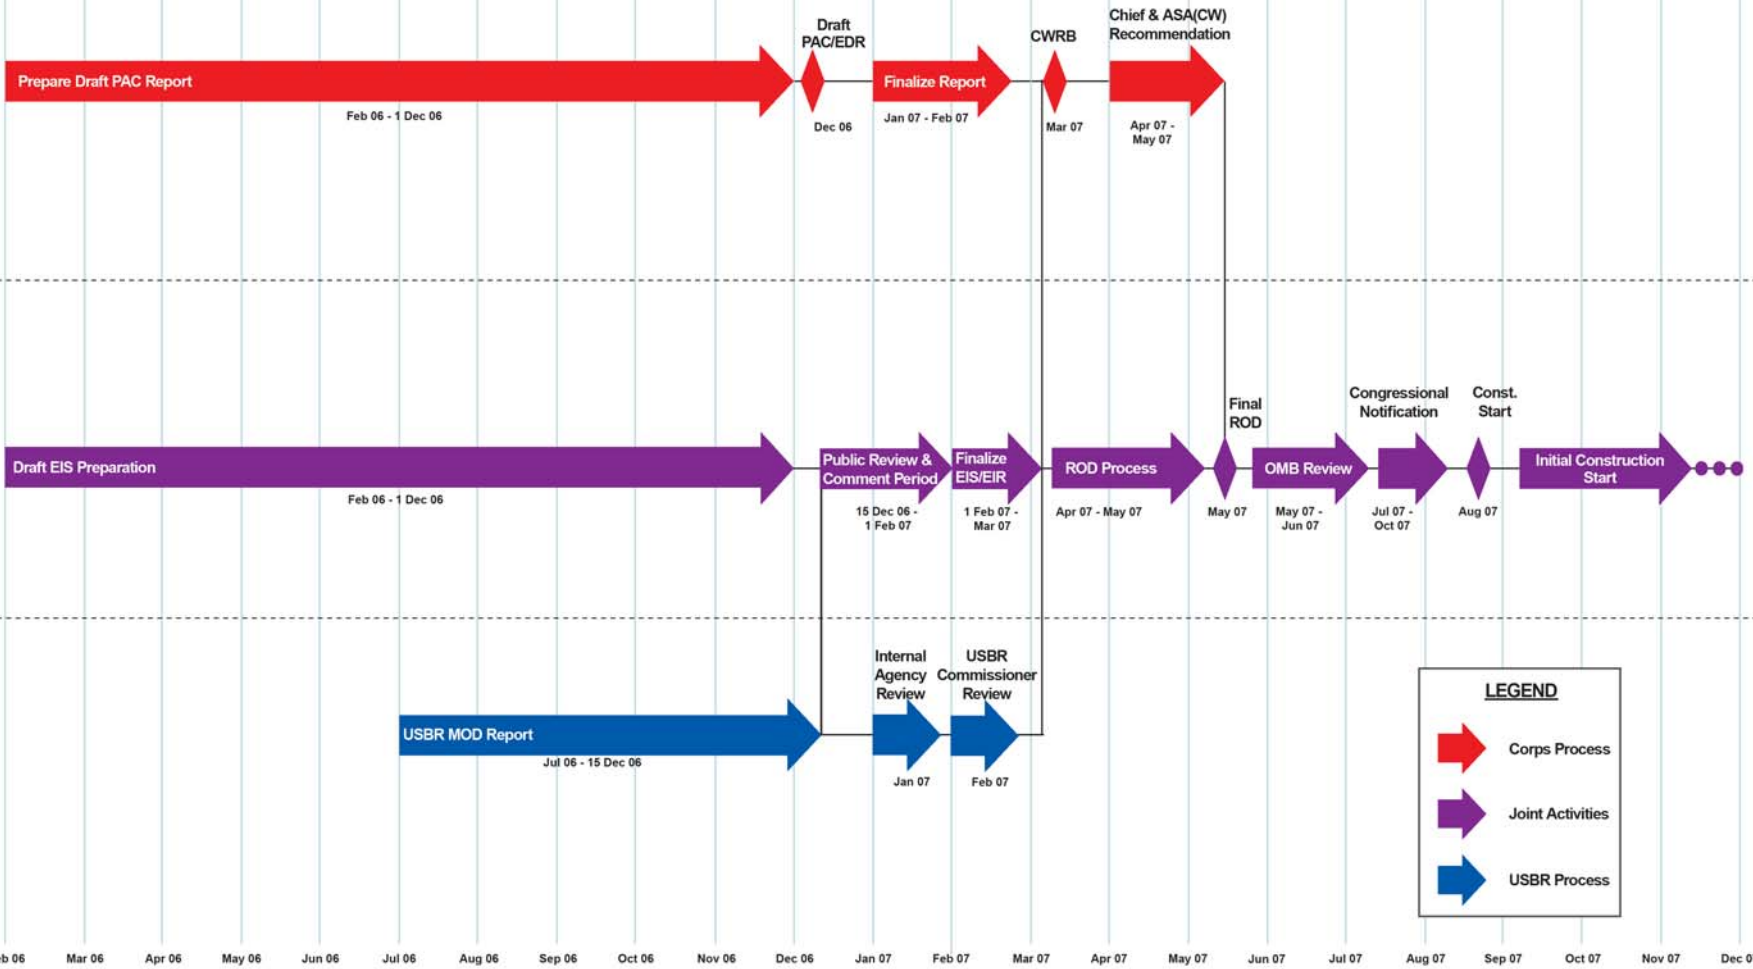 Draft
PAC/EDR
CWRB
Chief & ASA(CW)
Recommendation
Prepare Draft PAC Report
Finalize Report
Feb 06 - 1 Dec 06
Dec 06
Jan 07 - Feb 07
Mar 07
Apr 07 -
May 07
Final
ROD
Congressional
Notification
Const.
Start
Draft EIS Preparation
Public Review &
Comment Period
Finalize
EIS/EIR
ROD Process
OMB Review
Initial Construction
Start
Feb 06 - 1 Dec 06
15 Dec 06 -
1 Feb 07
1 Feb 07 -
Mar 07
Apr 07 - May 07
May 07
May 07 -
Jun 07
Jul 07 -
Oct 07
Aug 07
Internal
Agency
Review
USBR
Commissioner
Review
USBR MOD Report
Jul 06 - 15 Dec 06
Jan 07
Feb 07
LEGEND
Corps Process
Joint Activities
USBR Process
eb 06 Mar 06 Apr 06 May 06 Jun 06 Jul 06 Aug 06 Sep 06 Oct 06 Nov 06 Dec 06 Jan 07 Feb 07 Mar 07 Apr 07 May 07 Jun 07 Jul 07 Aug 07 Sep 07 Oct 07 Nov 07 Dec 0